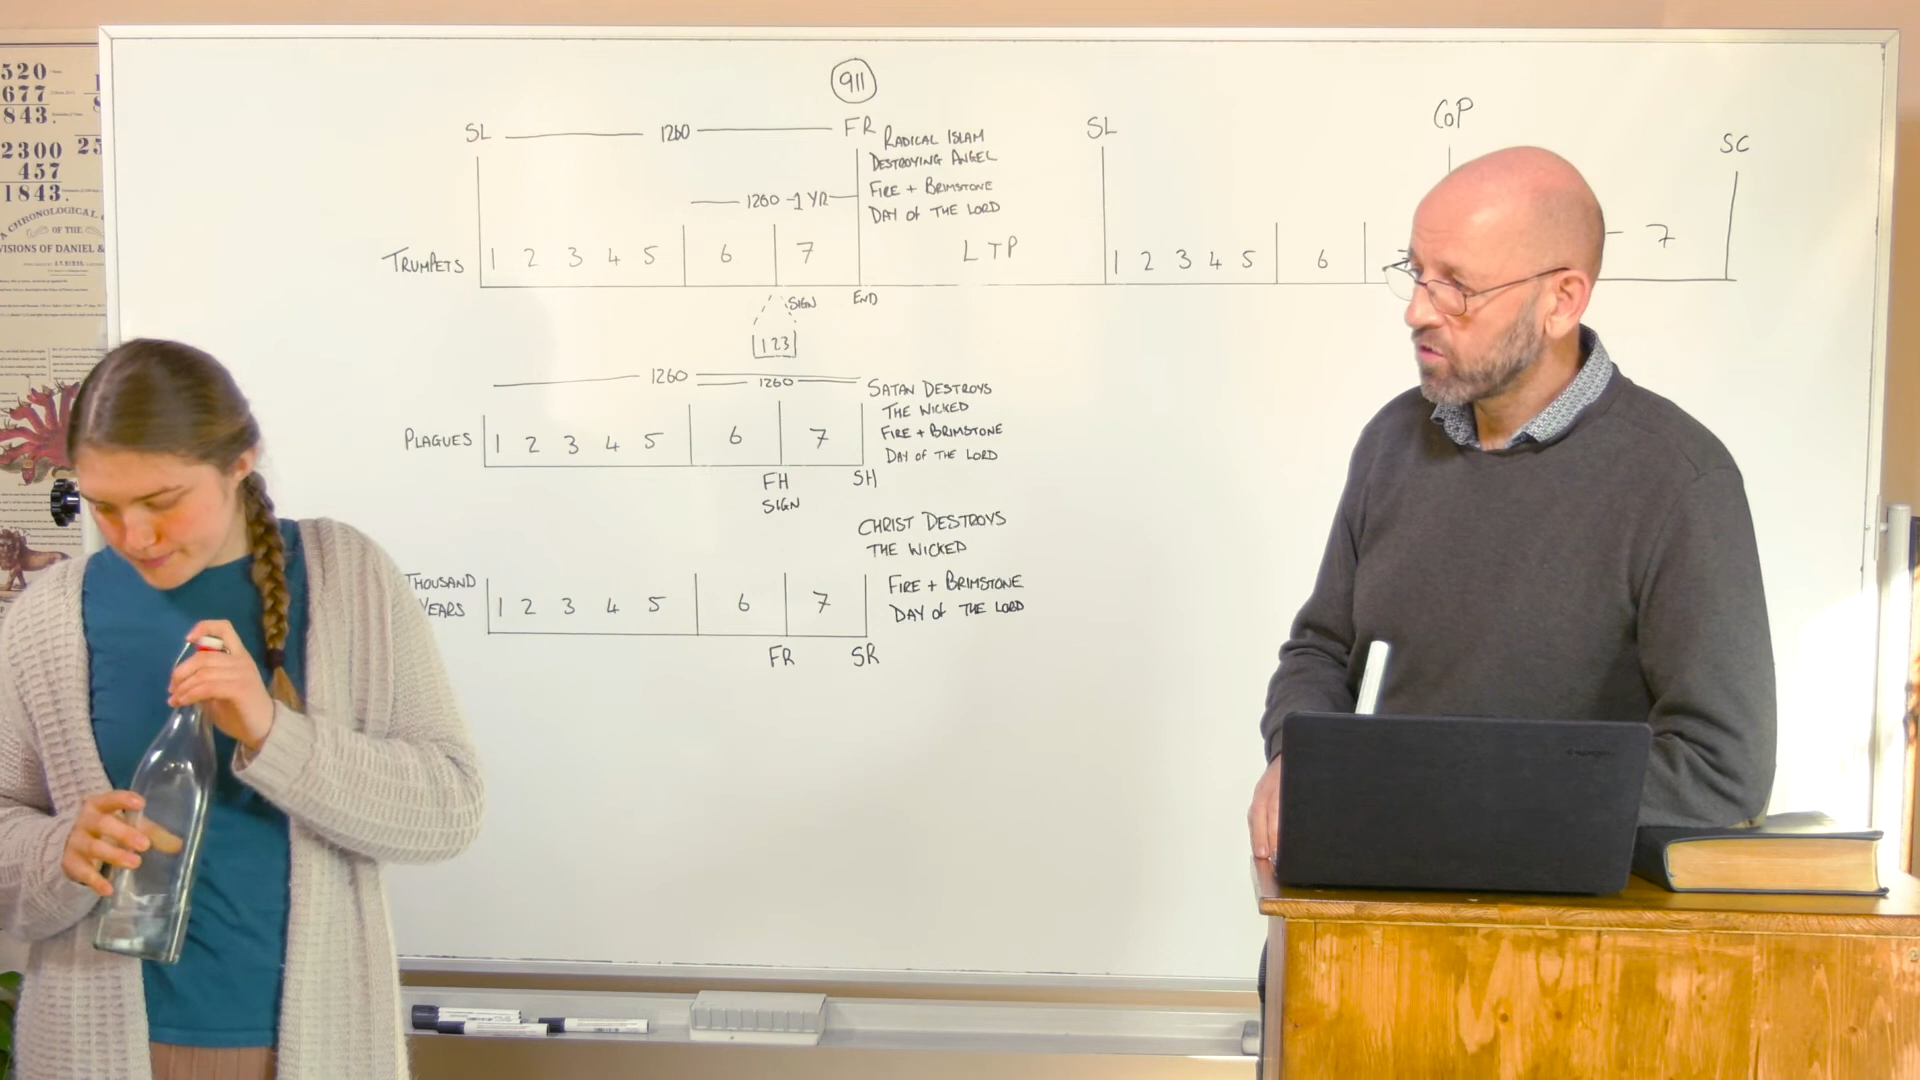 520
677
843.
2300
457
1843.
25
A CHRONOLOGICAL
OF THE
VISIONS OF DANIEL &
911
SL 1260 FR
RADICAL ISLAM
DESTROYING ANGEL
FIRE + BRIMSTONE
DAY of THE LORD
1260 -1 YR
TRUMPETS 1 2 3 4 5 6 7
SIGN END
123
LTP
SL CoP SC
1 2 3 4 5 6 7
1260 1260
SATAN DESTROYS
THE WICKED
FIRE + BRIMSTONE
DAY of THE LORD
PLAGUES 1 2 3 4 5 6 7
FH SH
SIGN
CHRIST DESTROYS
THE WICKED
FIRE + BRIMSTONE
DAY of THE LORD
THOUSAND
YEARS 1 2 3 4 5 6 7
FR SR